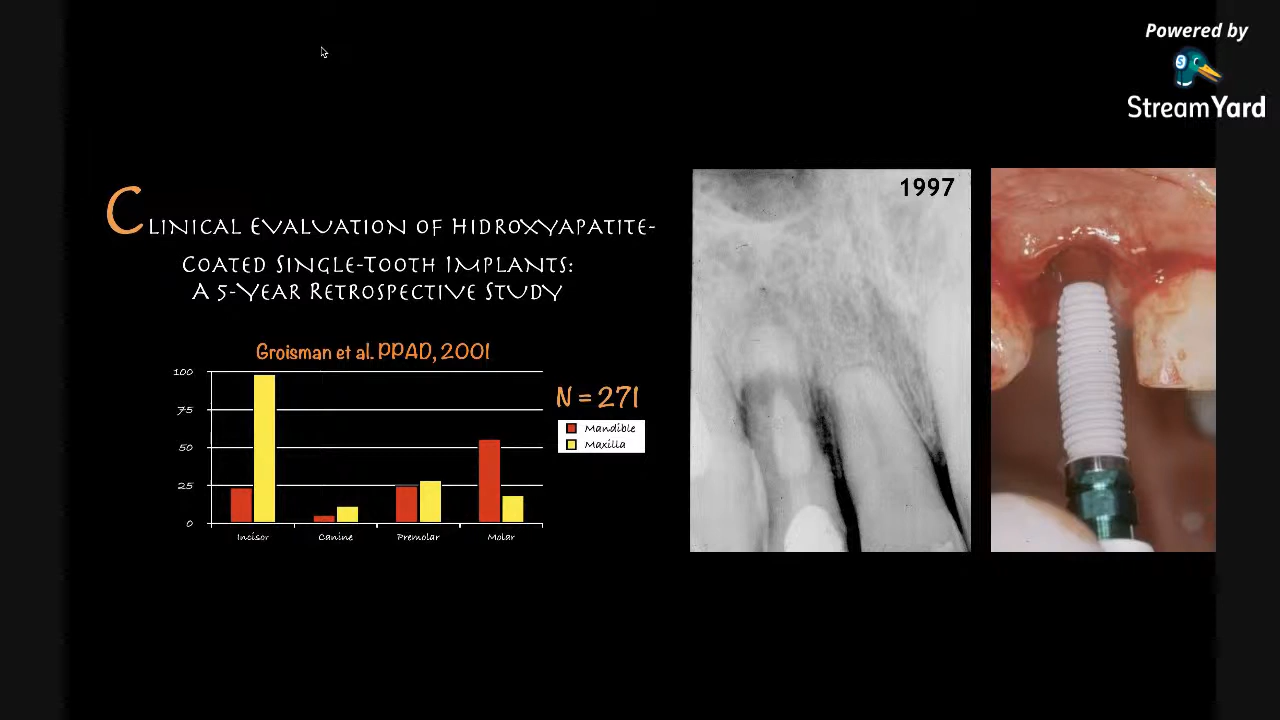 Powered by
StreamYard
CLINICAL EVALUATION OF HIDROXYAPATITE-
COATED SINGLE-TOOTH IMPLANTS:
A 5-YEAR RETROSPECTIVE STUDY
Groisman et al. PPAD, 2001
N = 271
Mandible
Maxilla
100
75
50
25
0
Incisor
Canine
Premolar
Molar
1997